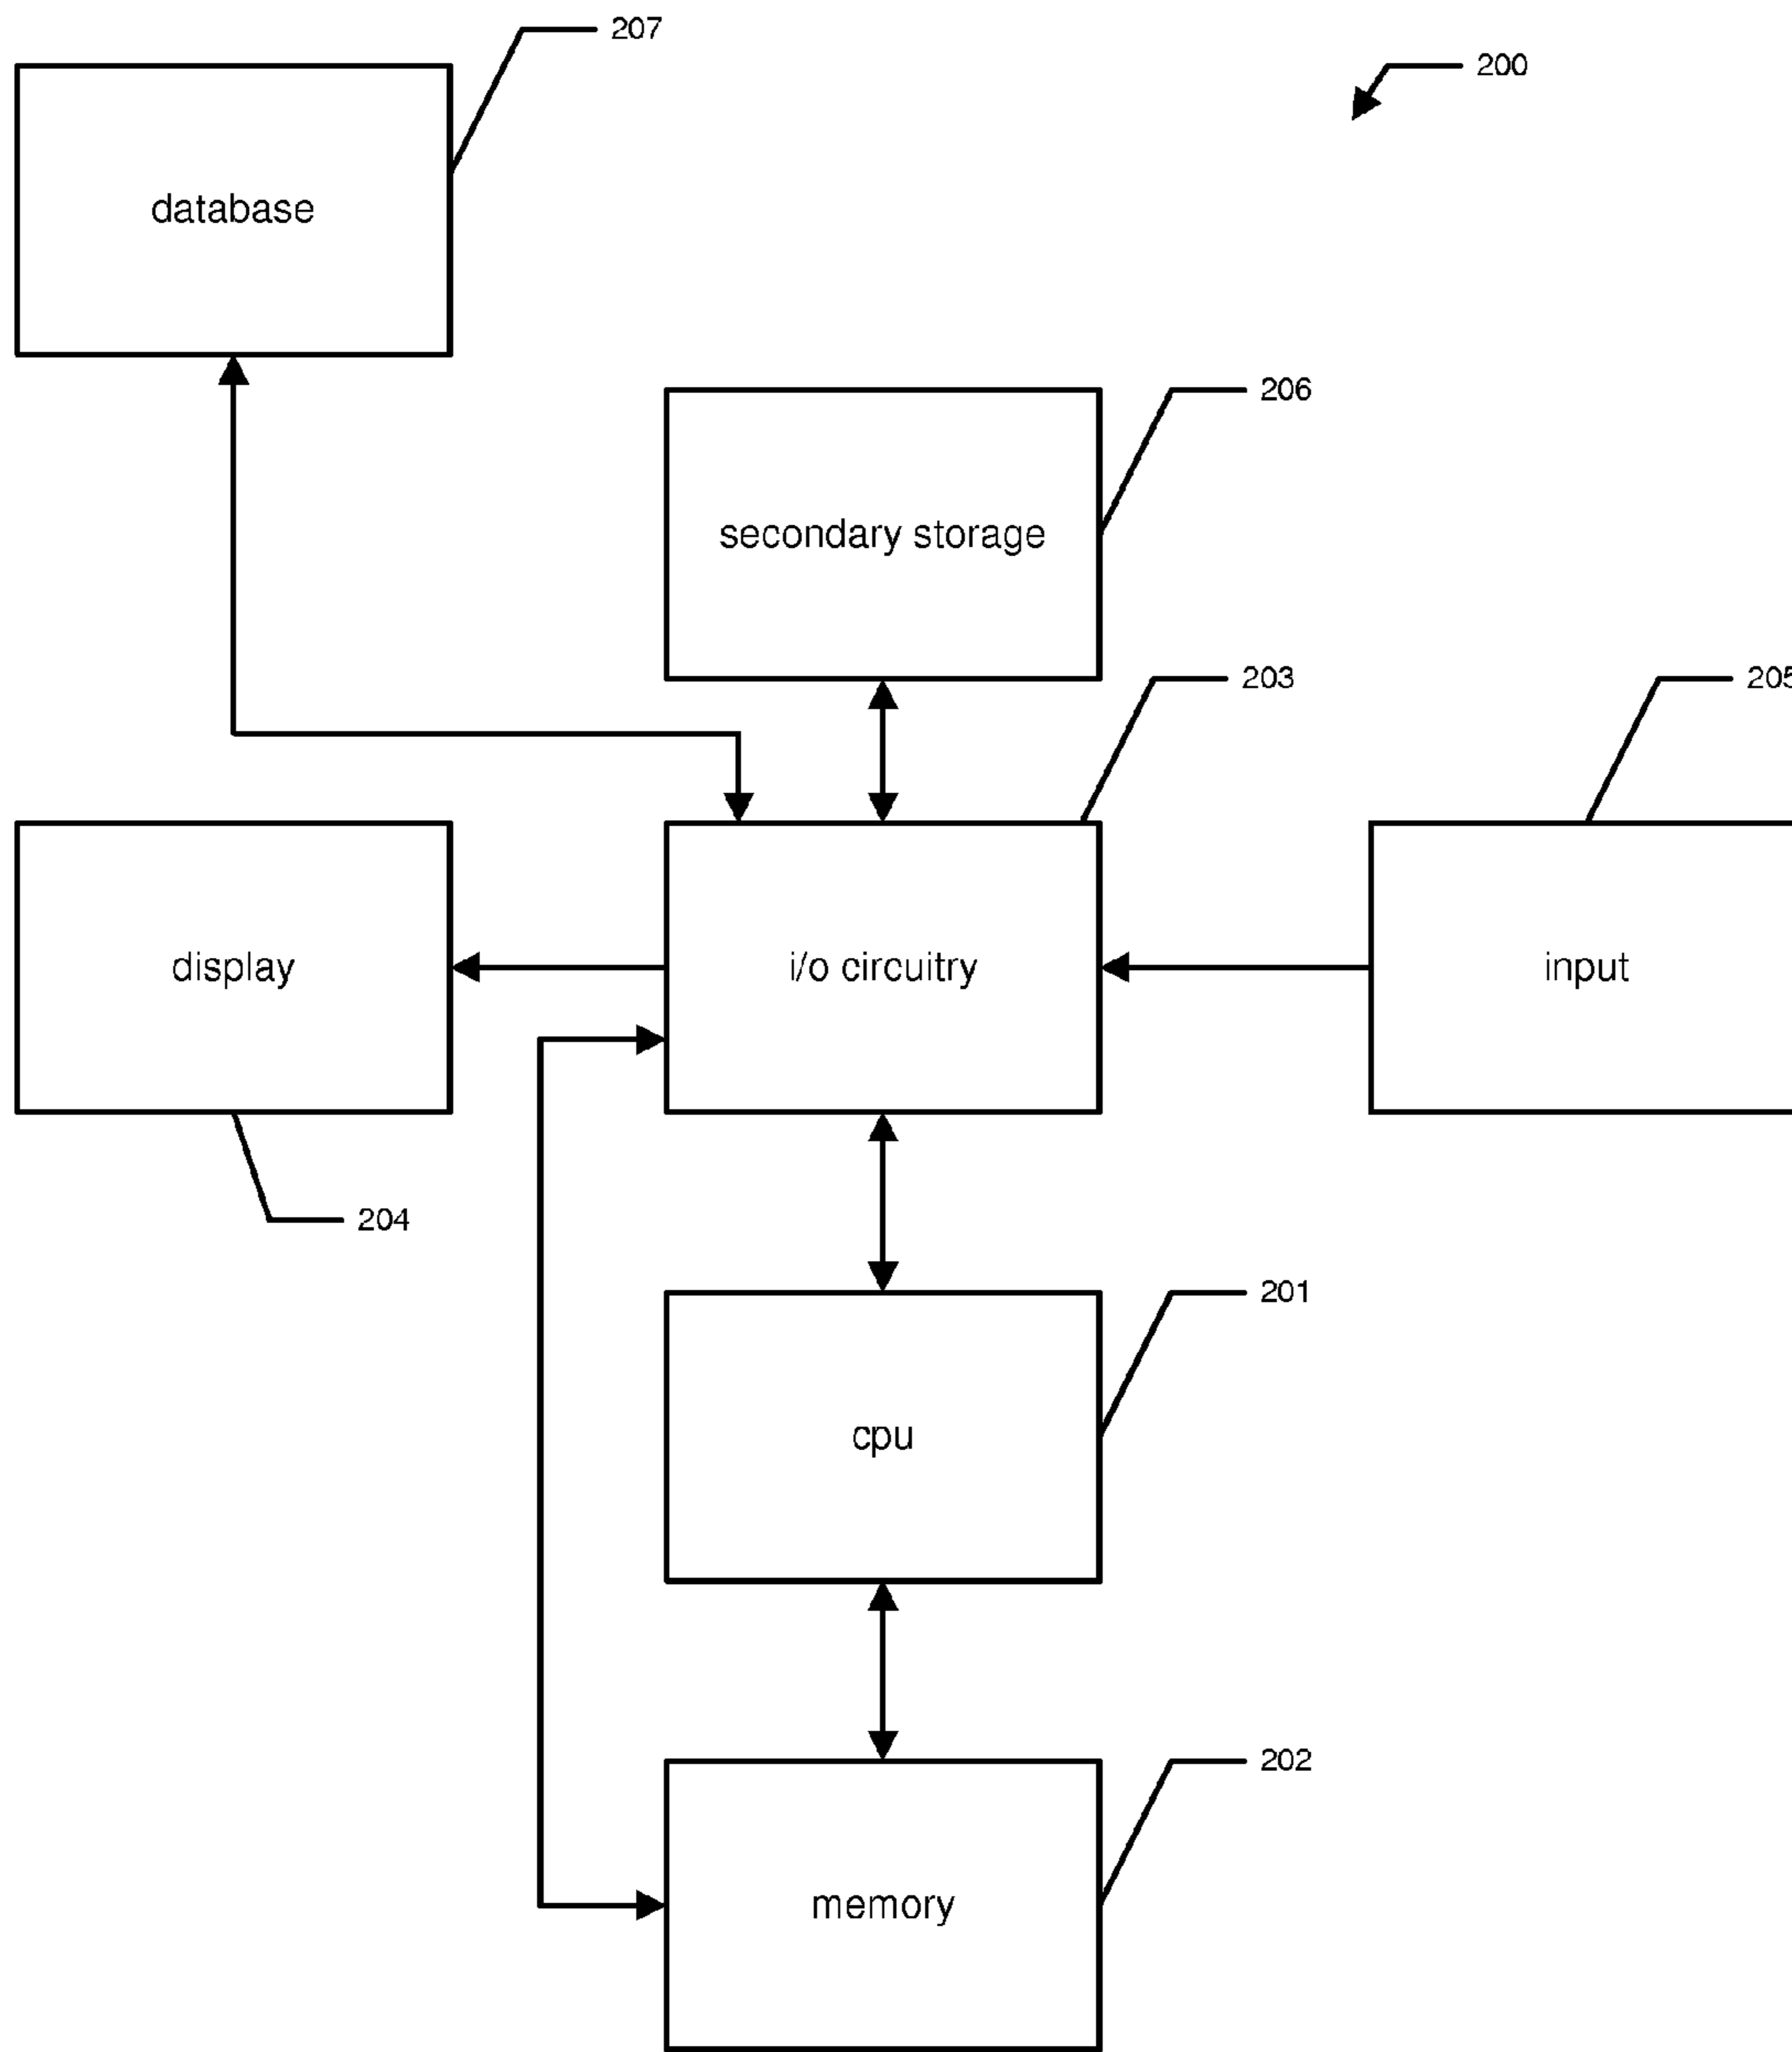 207
200
database
206
secondary storage
203
205
display
i/o circuitry
input
204
201
cpu
202
memory